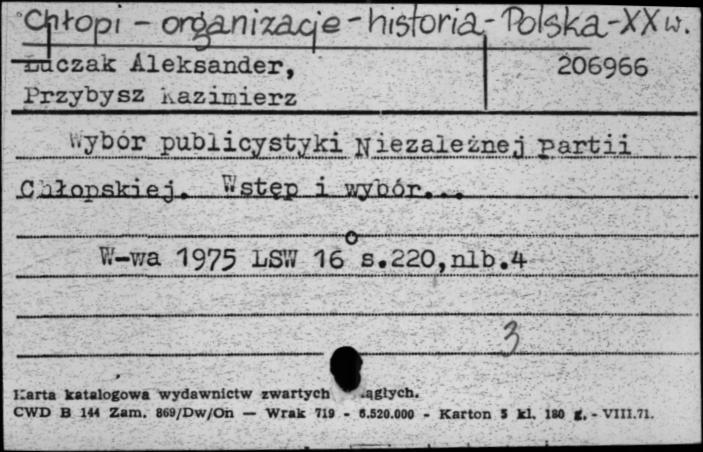 Chłopi - organizacje - historia - Polska - XX w.
Łuczak Aleksander, 206966
Przybysz Kazimierz
Wybór publicystyki Niezależnej Partii
Chłopskiej. Wstęp i wybór...
W-wa 1975 LSW 16° s.220,nlb.4
3
Karta katalogowa wydawnictw zwartych
CWD B 144 Zam. 869/Dw/On — Wrak 719 - 6.520.000 - Karton 5 kl. 180 g. - VIII.71.